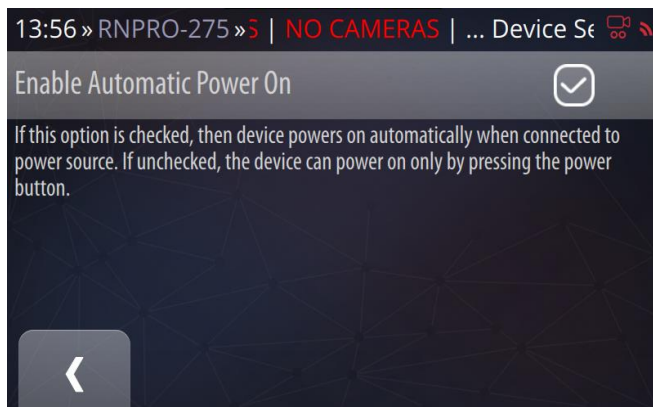 13:56 » RNPRO-275 » S | NO CAMERAS | ... Device Se
Enable Automatic Power On
If this option is checked, then device powers on automatically when connected to
power source. If unchecked, the device can power on only by pressing the power
button.